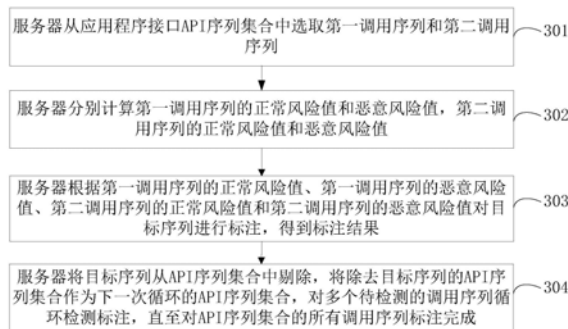 服务器从应用程序接口API序列集合中选取第一调用序列和第二调用
序列
301
服务器分别计算第一调用序列的正常风险值和恶意风险值，第二调
用序列的正常风险值和恶意风险值
302
服务器根据第一调用序列的正常风险值、第一调用序列的恶意风险
值、第二调用序列的正常风险值和第二调用序列的恶意风险值对目
标序列进行标注，得到标注结果
303
服务器将目标序列从API序列集合中剔除，将除去目标序列的API序
列集合作为下一次循环的API序列集合，对多个待检测的调用序列循
环检测标注，直至对API序列集合的所有调用序列标注完成
304